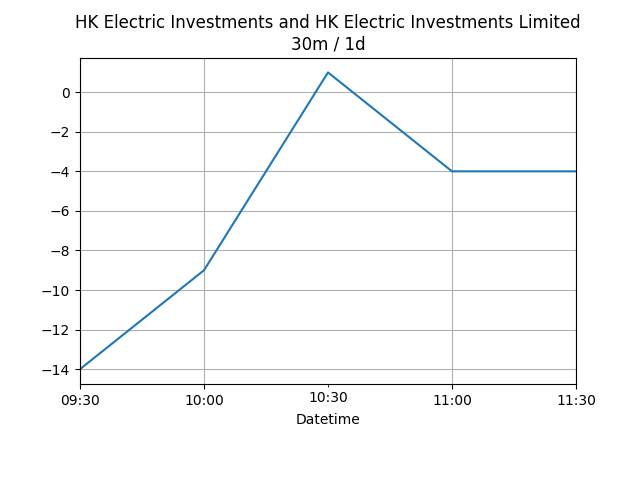 HK Electric Investments and HK Electric Investments Limited
30m / 1d
0
−2
−4
−6
−8
−10
−12
−14
09:30 10:00 10:30 11:00 11:30
Datetime